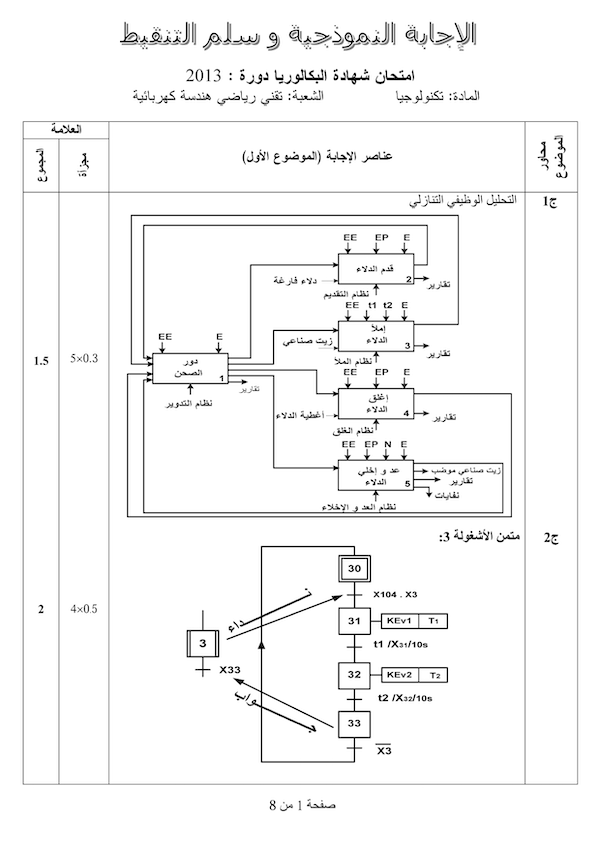 الإجابة النموذجية و سلم التنقيط
امتحان شهادة البكالوريا دورة : 2013
المادة: تكنولوجيا الشعبة: تقني رياضي هندسة كهربائية
محاور الموضوع
عناصر الإجابة (الموضوع الأول)
العلامة
مجزأة
المجموع
ج1
التحليل الوظيفي التنازلي
EE EP E
قدم الدلاء
2
دلاء فارغة
تقارير
نظام التقديم
EE t1 t2 E
إملأ الدلاء
3
زيت صناعي
تقارير
نظام الملأ
EE E
دور الصحن
1
تقارير
نظام التدوير
EE EP E
إغلق الدلاء
4
أغطية الدلاء
تقارير
نظام الغلق
EE EP N E
عد و إخلي الدلاء
5
زيت صناعي موضب
تقارير
نفايات
نظام العد و الإخلاء
5×0.3
1.5
ج2
متمن الأشغولة 3:
30
X104 . X3
نداء
31
KEv1 T1
t1 /X31/10s
3
X33
32
KEv2 T2
t2 /X32/10s
جواب
33
X̅3̅
4×0.5
2
صفحة 1 من 8